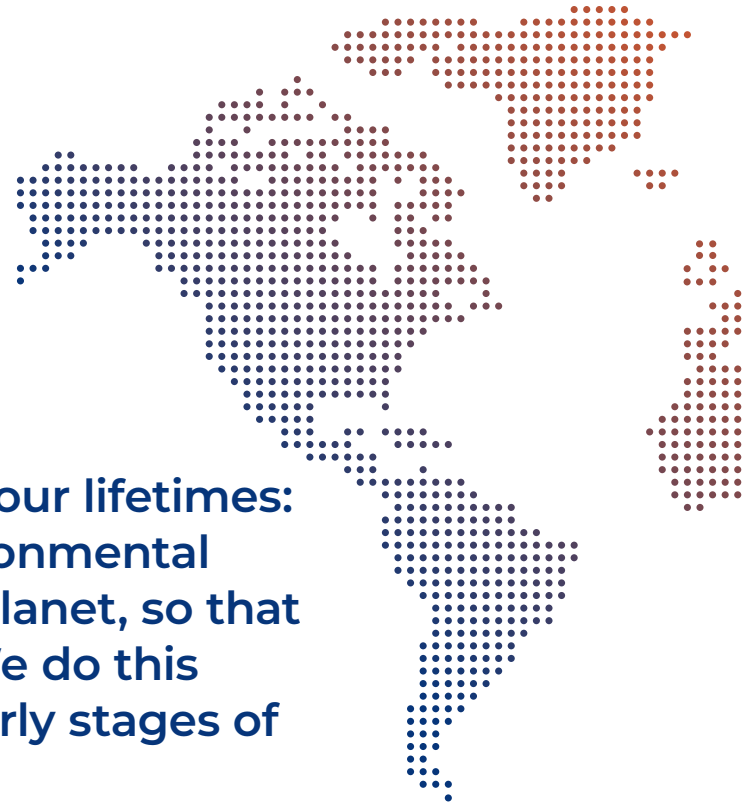 our lifetimes:
onmental
lanet, so that
e do this
rly stages of